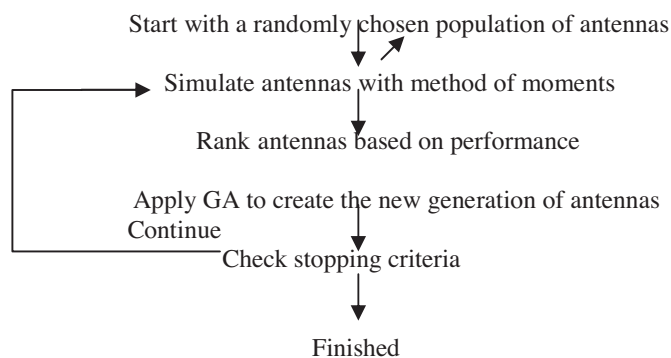 Start with a randomly chosen population of antennas
Simulate antennas with method of moments
Rank antennas based on performance
Apply GA to create the new generation of antennas
Continue
Check stopping criteria
Finished